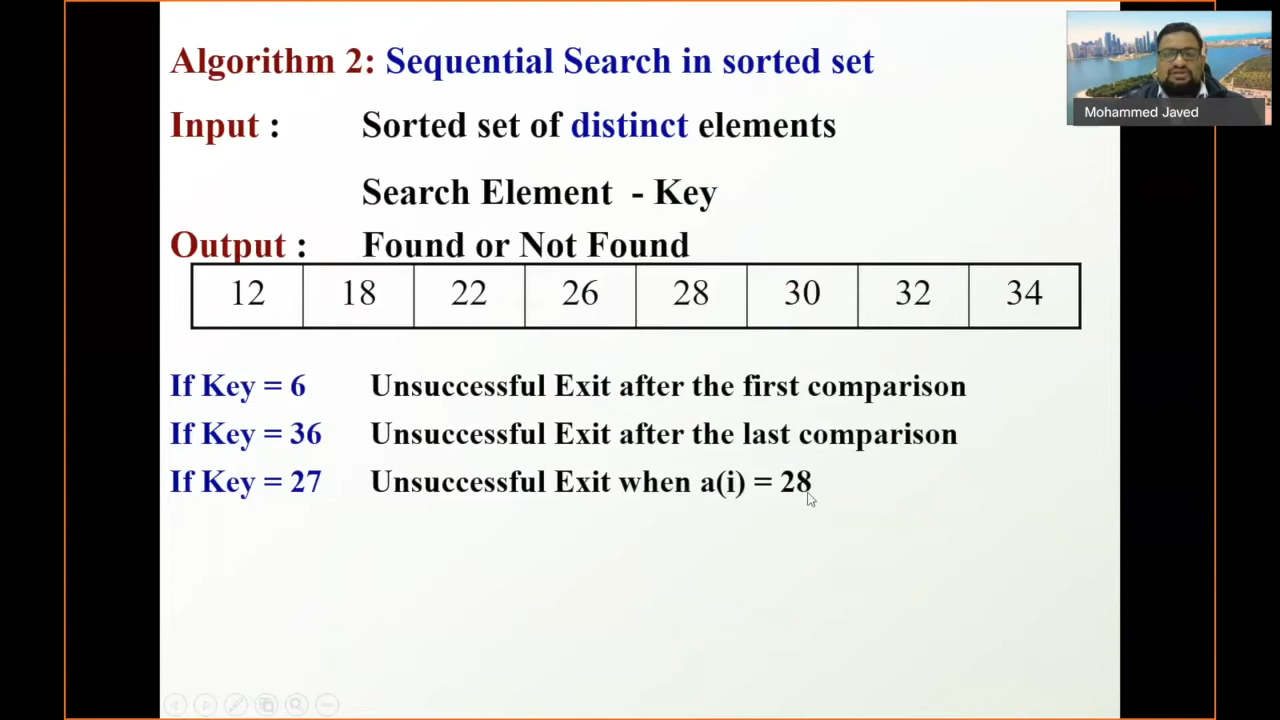 Algorithm 2: Sequential Search in sorted set
Mohammed Javed
Input : Sorted set of distinct elements
Search Element - Key
Output : Found or Not Found
12 18 22 26 28 30 32 34
If Key = 6 Unsuccessful Exit after the first comparison
If Key = 36 Unsuccessful Exit after the last comparison
If Key = 27 Unsuccessful Exit when a(i) = 28